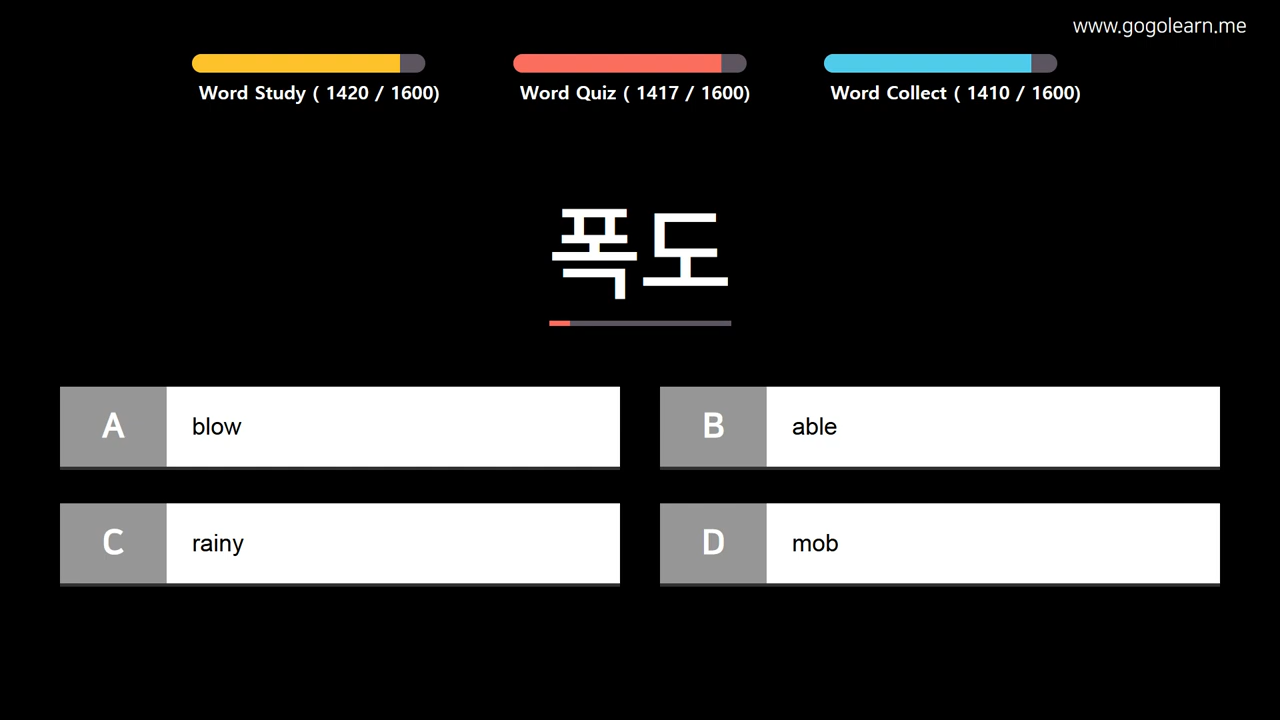 www.gogolearn.me
Word Study ( 1420 / 1600)
Word Quiz ( 1417 / 1600)
Word Collect ( 1410 / 1600)
폭도
A blow
B able
C rainy
D mob